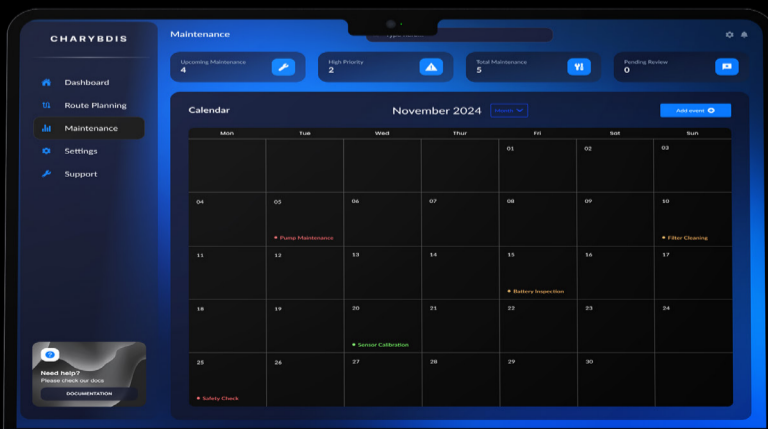 CHARYBDIS
Dashboard
Route Planning
Maintenance
Settings
Support
Need help?
Please check our docs
DOCUMENTATION
Maintenance
Upcoming Maintenance
4
High Priority
2
Total Maintenance
5
Pending Review
0
Calendar
November 2024
Month
Add event
Mon Tue Wed Thur Fri Sat Sun
01 02 03
04 05 06 07 08 09 10
Pump Maintenance
Filter Cleaning
11 12 13 14 15 16 17
Battery Inspection
18 19 20 21 22 23 24
Sensor Calibration
25 26 27 28 29 30
Safety Check